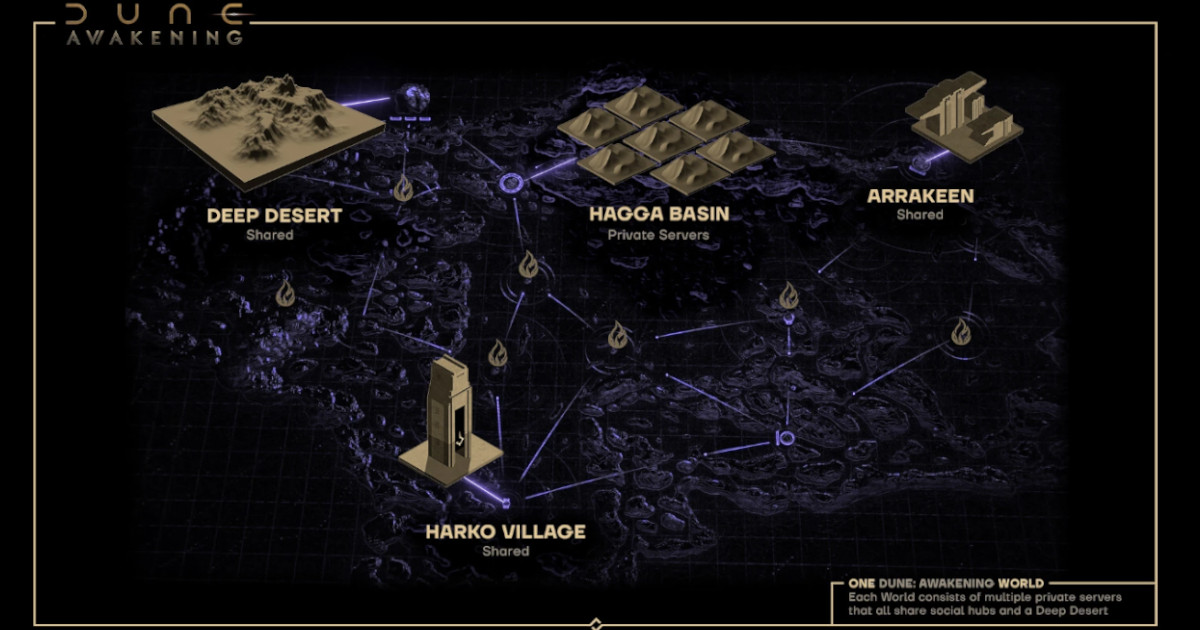 DUNE
AWAKENING
DEEP DESERT
Shared
HAGGA BASIN
Private Servers
ARRAKEEN
Shared
HARKO VILLAGE
Shared
ONE DUNE: AWAKENING WORLD
Each World consists of multiple private servers
that all share social hubs and a Deep Desert